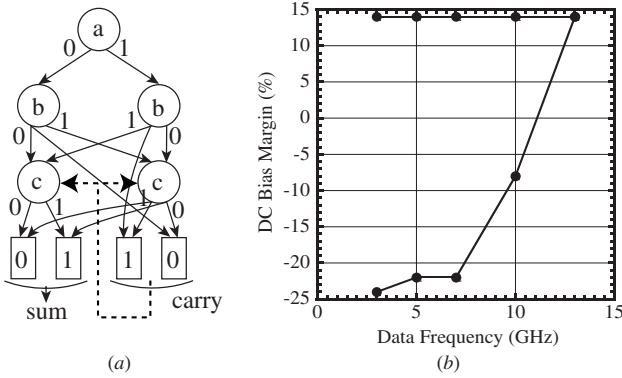 a
0 1
b b
0 1 1 0
c c
0 1 1 0
0 1 1 0
sum carry
(a)
15
10
5
0
-5
-10
-15
-20
-25
DC Bias Margin (%)
0 5 10 15
Data Frequency (GHz)
(b)